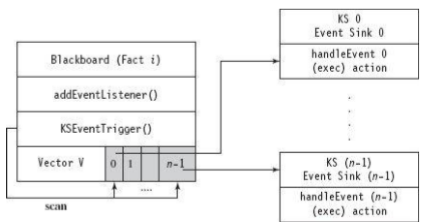 Blackboard (Fact i)
addEventListener()
KSEventTrigger()
Vector V
0 1 n-1
....
scan
KS 0
Event Sink 0
handleEvent 0
(exec) action
.
.
.
KS (n-1)
Event Sink (n-1)
handleEvent (n-1)
(exec) action